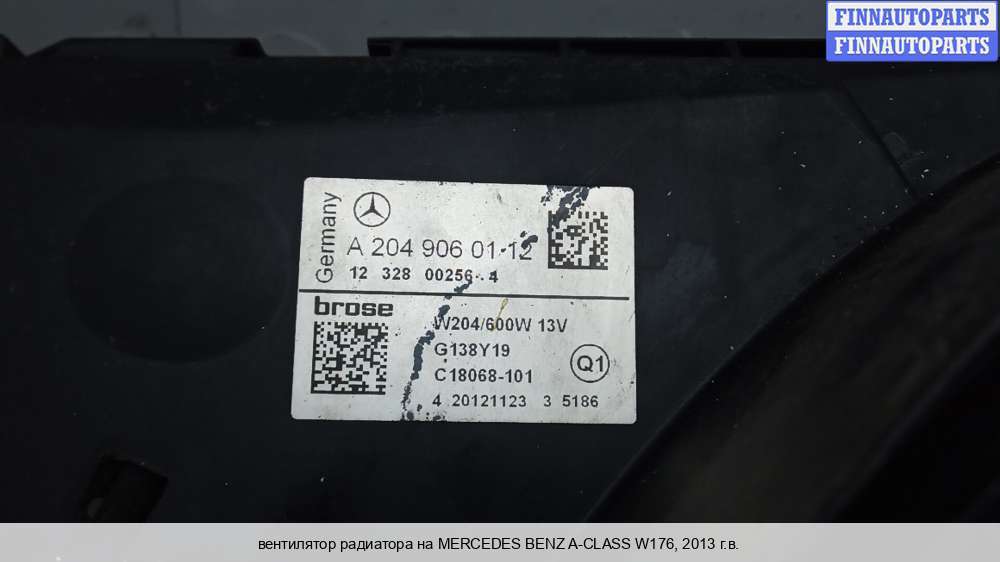 FINNAUTOPARTS
FINNAUTOPARTS
Germany
A 204 906 01 12
12 328 00256 4
brose
W204/600W 13V
G138Y19
Q1
C18068-101
4 20121123 3 5186
вентилятор радиатора на MERCEDES BENZ A-CLASS W176, 2013 г.в.